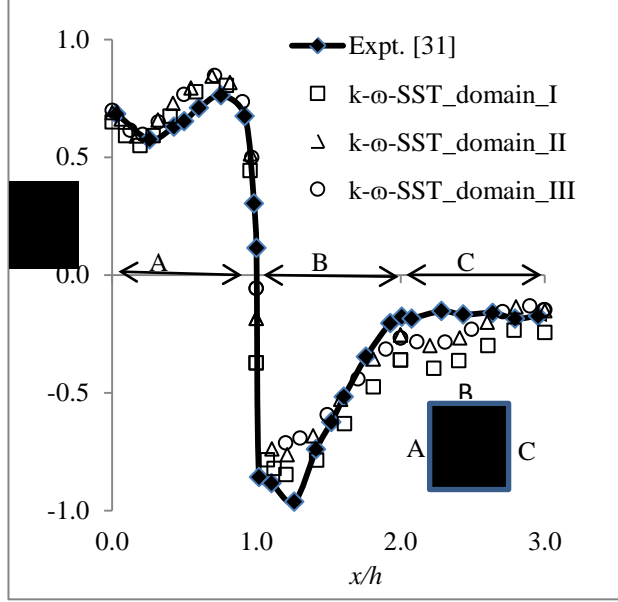 1.0
Expt. [31]
k-ω-SST_domain_I
k-ω-SST_domain_II
k-ω-SST_domain_III
0.5
A
B
C
0.0
-0.5
B
A
C
-1.0
0.0 1.0 2.0 3.0
x/h